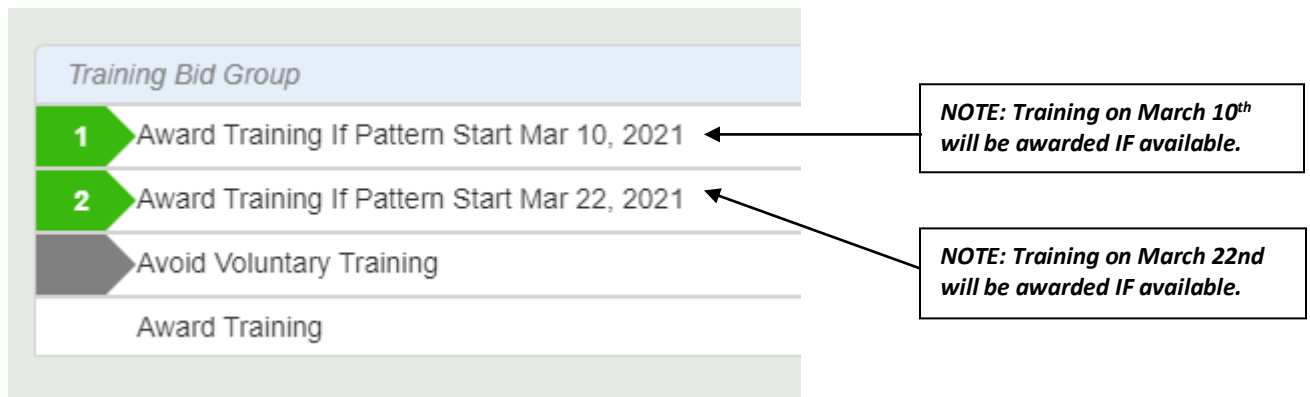 Training Bid Group
1 Award Training If Pattern Start Mar 10, 2021
NOTE: Training on March 10th
will be awarded IF available.
2 Award Training If Pattern Start Mar 22, 2021
Avoid Voluntary Training
NOTE: Training on March 22nd
will be awarded IF available.
Award Training